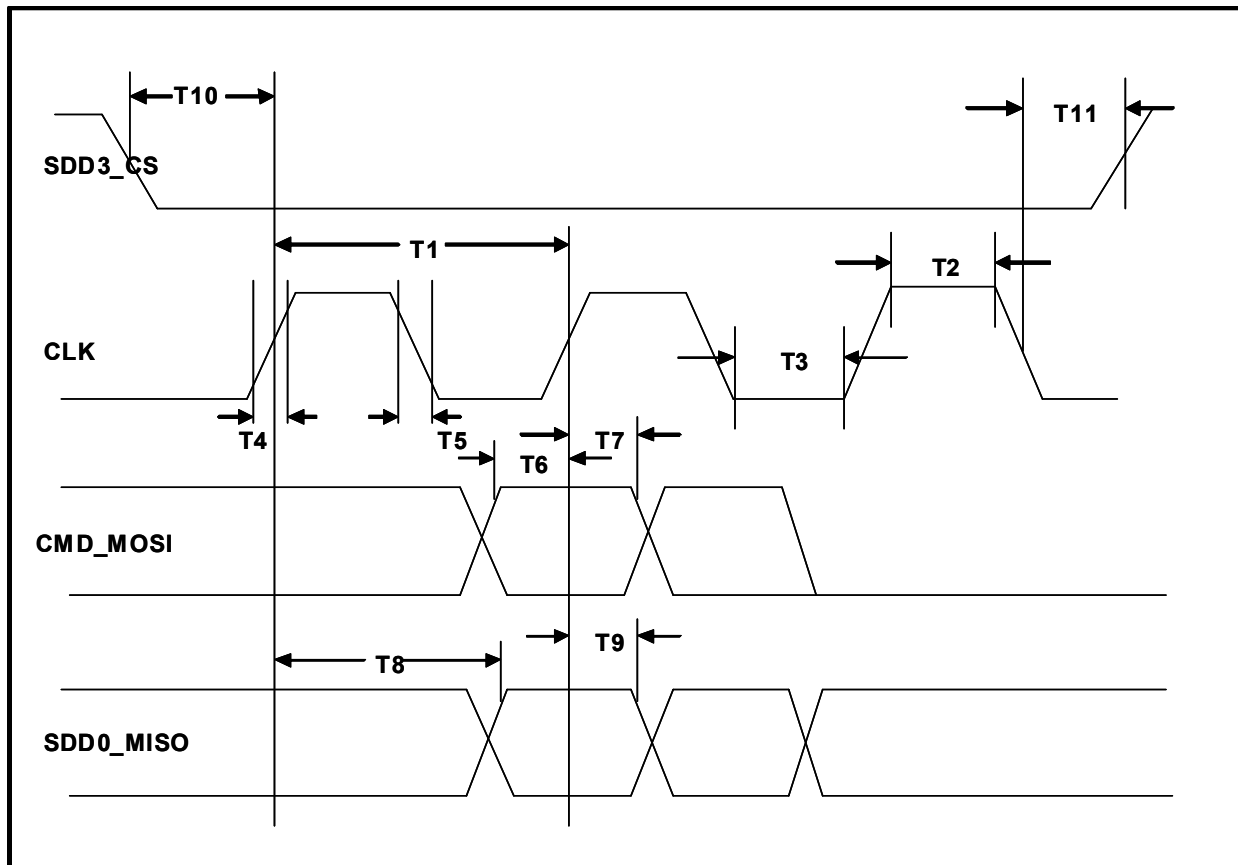 T10
T11
SDD3_CS
T1
T2
CLK
T3
T4
T5
T7
T6
CMD_MOSI
T9
T8
SDD0_MISO